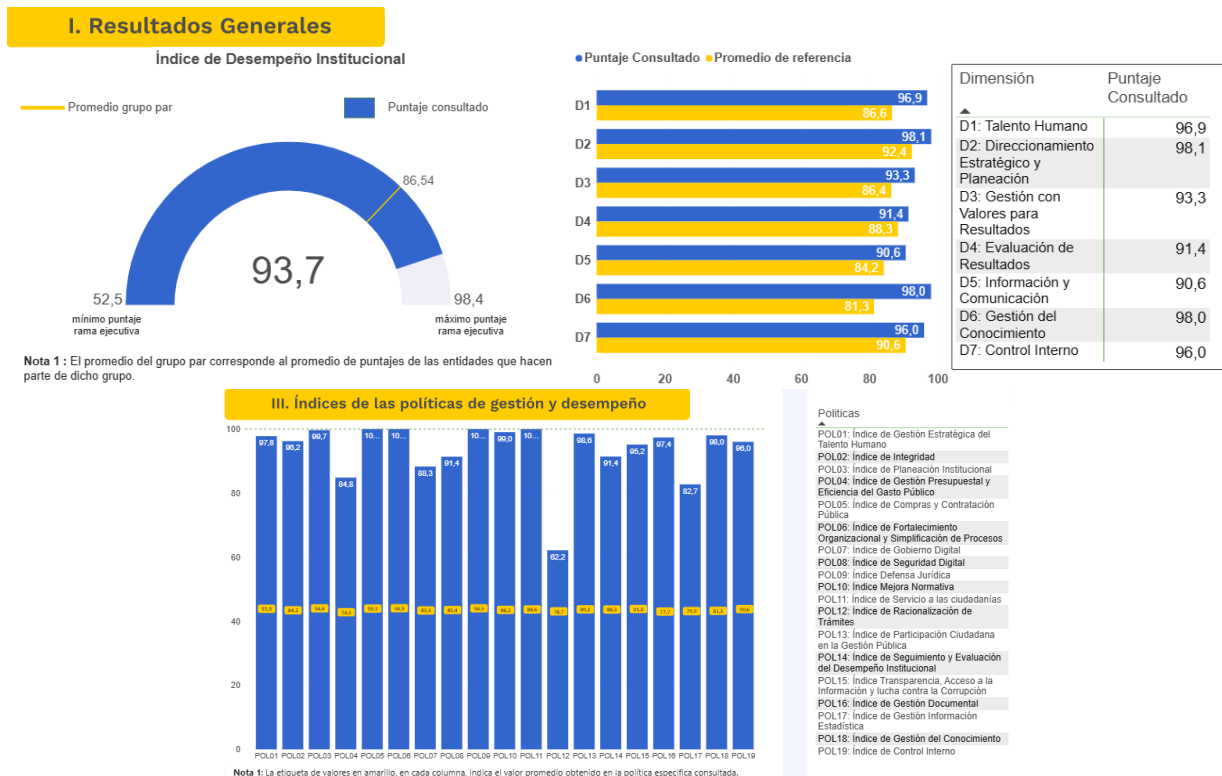 I. Resultados Generales
Índice de Desempeño Institucional
Promedio grupo par
Puntaje consultado
86,54
93,7
52,5
98,4
mínimo puntaje
rama ejecutiva
máximo puntaje
rama ejecutiva
Nota 1 : El promedio del grupo par corresponde al promedio de puntajes de las entidades que hacen
parte de dicho grupo.
Puntaje Consultado Promedio de referencia
D1 96,9
86,6
D2 98,1
92,4
D3 93,3
86,4
D4 91,4
88,3
D5 90,6
84,2
D6 98,0
81,3
D7 96,0
90,6
0 20 40 60 80 100
Dimensión Puntaje
Consultado
D1: Talento Humano 96,9
D2: Direccionamiento 98,1
Estratégico y
Planeación
D3: Gestión con 93,3
Valores para
Resultados
D4: Evaluación de 91,4
Resultados
D5: Información y 90,6
Comunicación
D6: Gestión del 98,0
Conocimiento
D7: Control Interno 96,0
III. Índices de las políticas de gestión y desempeño
100
80
60
40
20
0
97,8 96,2 99,7 84,8 10... 10... 88,3 91,4 10... 99,0 10... 62,2 98,6 91,4 95,2 97,4 82,7 98,0 96,0
POL01 POL02 POL03 POL04 POL05 POL06 POL07 POL08 POL09 POL10 POL11 POL12 POL13 POL14 POL15 POL16 POL17 POL18 POL19
Nota 1: La etiqueta de valores en amarillo, en cada columna, indica el valor promedio obtenido en la política específica consultada.
Políticas
POL01: Índice de Gestión Estratégica del
Talento Humano
POL02: Índice de Integridad
POL03: Índice de Planeación Institucional
POL04: Índice de Gestión Presupuestal y
Eficiencia del Gasto Público
POL05: Índice de Compras y Contratación
Pública
POL06: Índice de Fortalecimiento
Organizacional y Simplificación de Procesos
POL07: Índice de Gobierno Digital
POL08: Índice de Seguridad Digital
POL09: Índice Defensa Jurídica
POL10: Índice Mejora Normativa
POL11: Índice de Servicio a las ciudadanías
POL12: Índice de Racionalización de
Trámites
POL13: Índice de Participación Ciudadana
en la Gestión Pública
POL14: Índice de Seguimiento y Evaluación
del Desempeño Institucional
POL15: Índice Transparencia, Acceso a la
Información y lucha contra la Corrupción
POL16: Índice de Gestión Documental
POL17: Índice de Gestión Información
Estadística
POL18: Índice de Gestión del Conocimiento
POL19: Índice de Control Interno